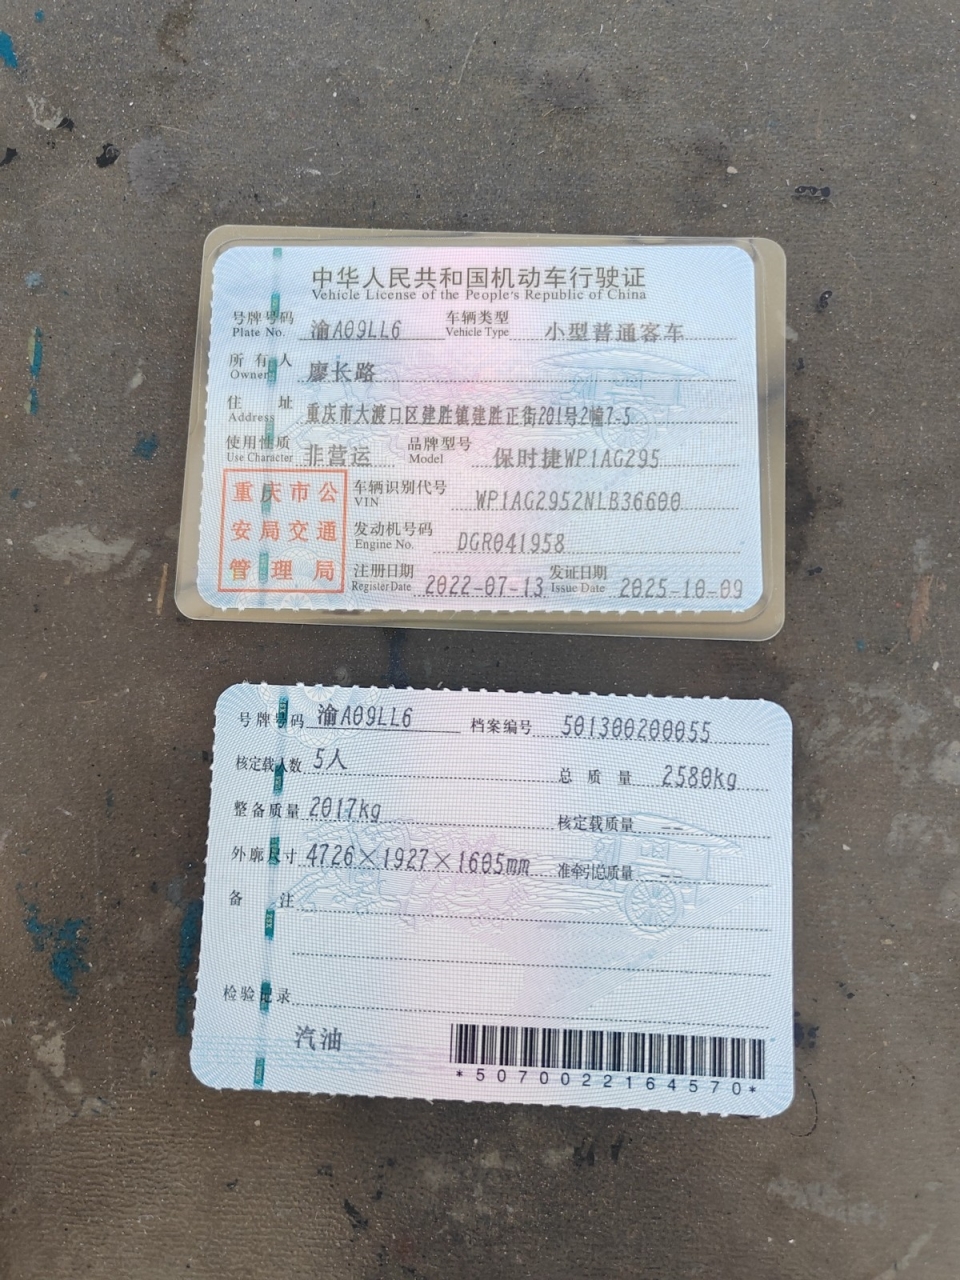 中华人民共和国机动车行驶证
Vehicle License of the People's Republic of China
号牌号码 渝A09LL6 车辆类型 小型普通客车
Plate No. Vehicle Type
所有人 廖长路
Owner
住址 重庆市大渡口区建胜镇建胜正街201号2幢7-5
Address
使用性质 非营运 品牌型号 保时捷WP1AG295
Use Character Model
重庆市公
安局交通
管理局
车辆识别代号 WP1AG2952NLB36600
VIN
发动机号码 DGR041958
Engine No.
注册日期 2022-07-13 发证日期 2025-10-09
Register Date Issue Date
号牌号码 渝A09LL6 档案编号 501300200055
核定载人数 5人 总质量 2580kg
整备质量 2017kg 核定载质量 --
外廓尺寸 4726×1927×1605mm 准牵引总质量 --
备注
检验记录
汽油
*5070022164570*